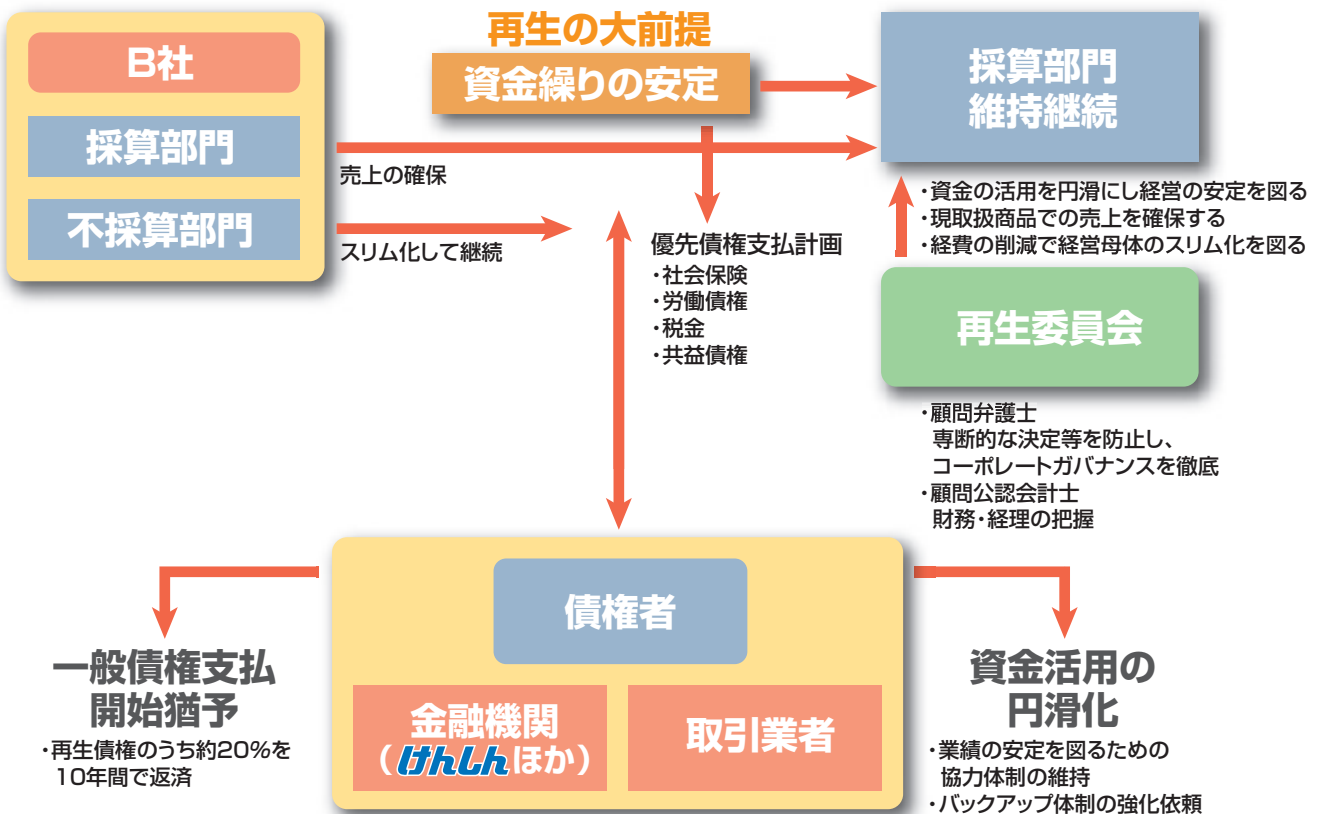 B社
採算部門
不採算部門
売上の確保
スリム化して継続
再生の大前提
資金繰りの安定
優先債権支払計画
・社会保険
・労働債権
・税金
・共益債権
採算部門
維持継続
・資金の活用を円滑にし経営の安定を図る
・現取扱商品での売上を確保する
・経費の削減で経営母体のスリム化を図る
再生委員会
・顧問弁護士
専断的な決定等を防止し、
コーポレートガバナンスを徹底
・顧問公認会計士
財務・経理の把握
債権者
金融機関
(けんしんほか)
取引業者
一般債権支払
開始猶予
・再生債権のうち約20%を
10年間で返済
資金活用の
円滑化
・業績の安定を図るための
協力体制の維持
・バックアップ体制の強化依頼